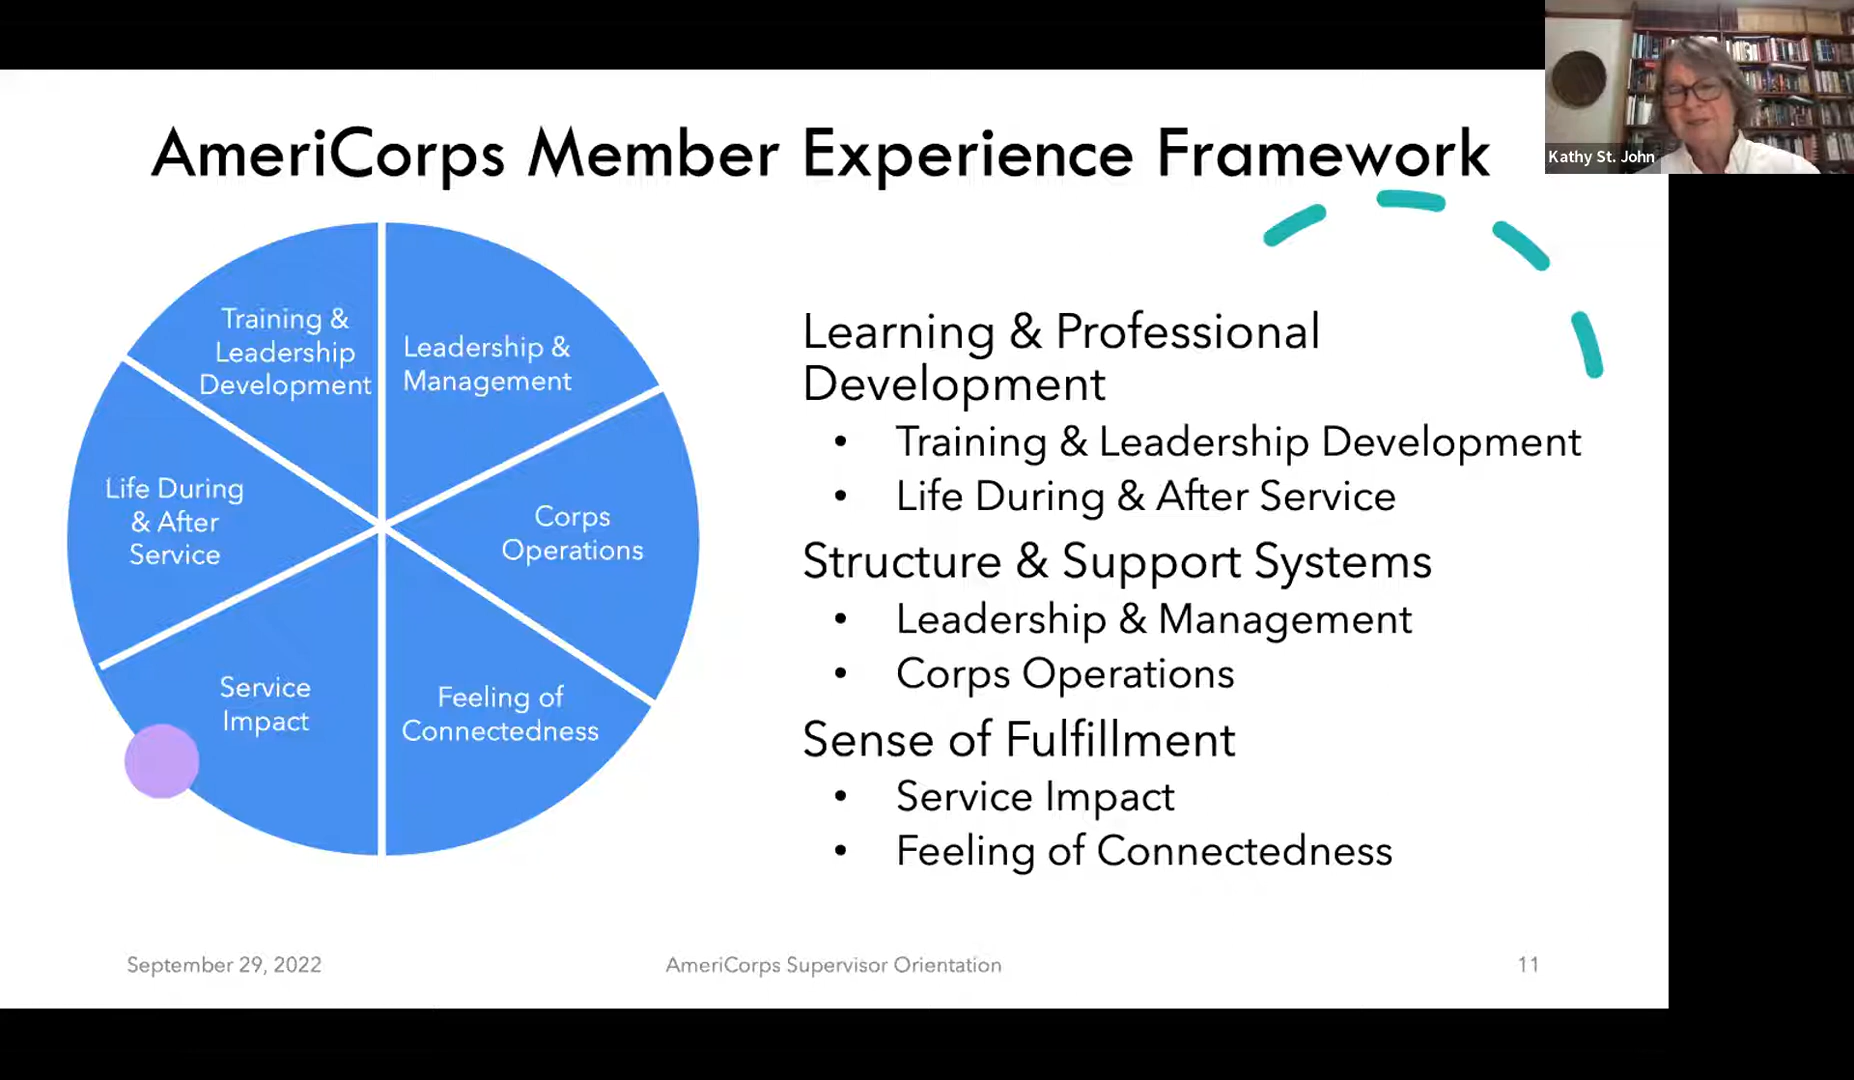 AmeriCorps Member Experience Framework
Kathy St. John
Training &
Leadership
Development
Leadership &
Management
Life During
& After
Service
Corps
Operations
Service
Impact
Feeling of
Connectedness
Learning & Professional
Development
• Training & Leadership Development
• Life During & After Service
Structure & Support Systems
• Leadership & Management
• Corps Operations
Sense of Fulfillment
• Service Impact
• Feeling of Connectedness
September 29, 2022
AmeriCorps Supervisor Orientation
11